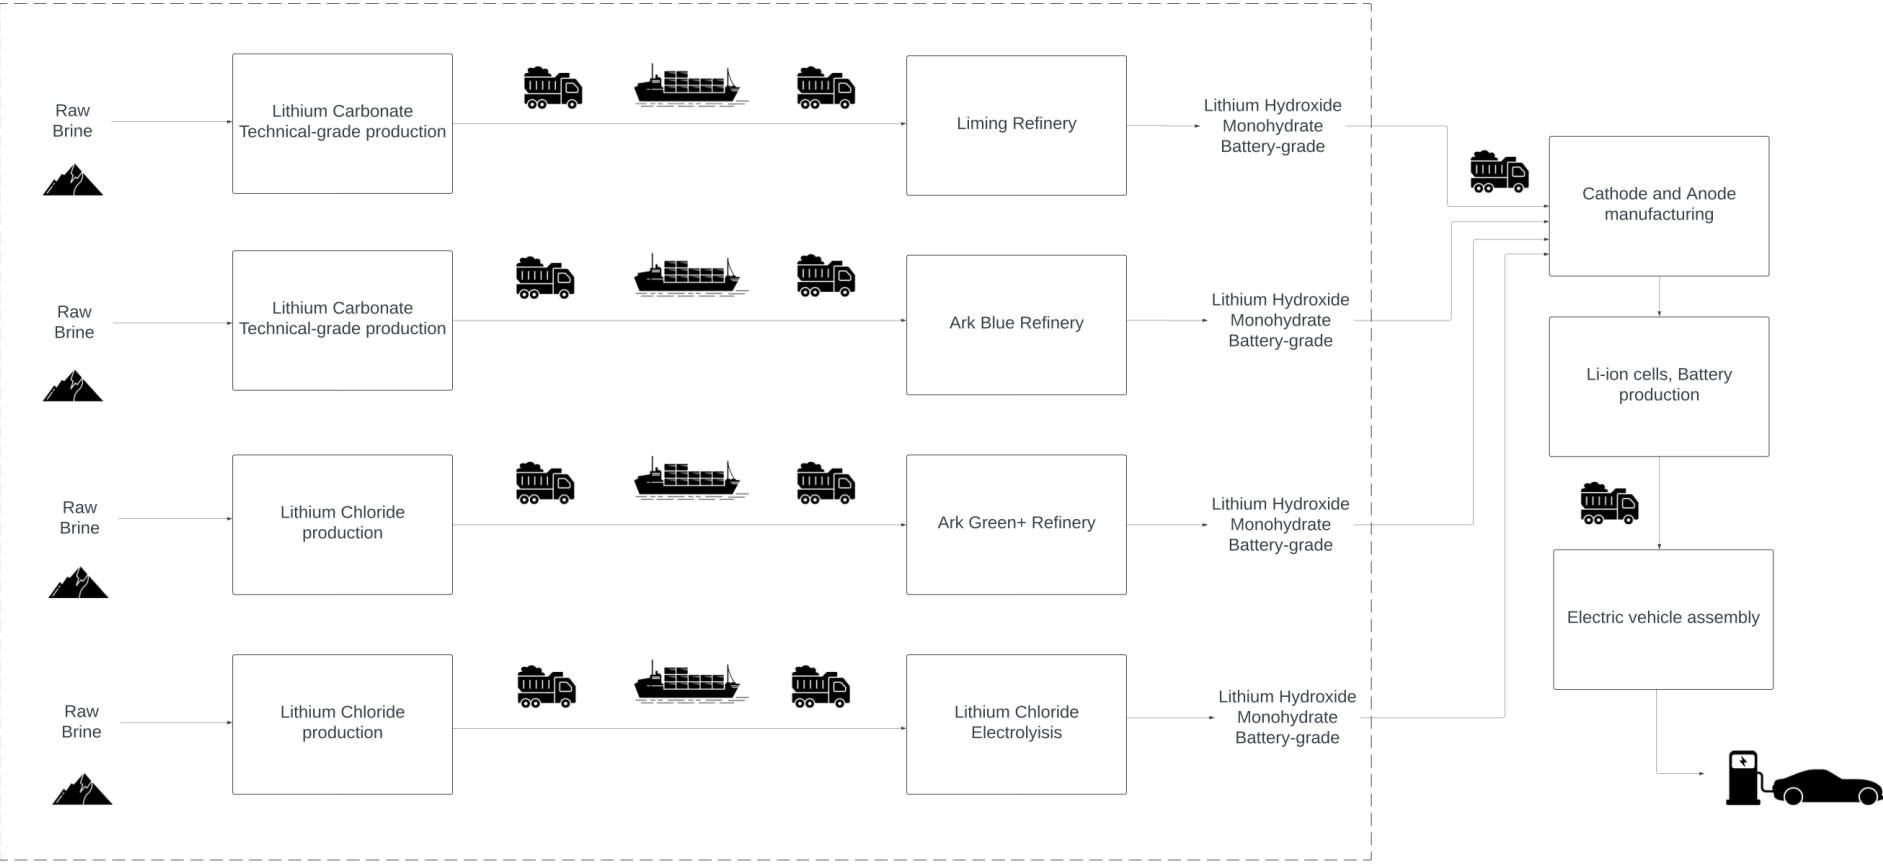 Raw
Brine
Lithium Carbonate
Technical-grade production
Liming Refinery
Lithium Hydroxide
Monohydrate
Battery-grade
Raw
Brine
Lithium Carbonate
Technical-grade production
Ark Blue Refinery
Lithium Hydroxide
Monohydrate
Battery-grade
Raw
Brine
Lithium Chloride
production
Ark Green+ Refinery
Lithium Hydroxide
Monohydrate
Battery-grade
Raw
Brine
Lithium Chloride
production
Lithium Chloride
Electrolyisis
Lithium Hydroxide
Monohydrate
Battery-grade
Cathode and Anode
manufacturing
Li-ion cells, Battery
production
Electric vehicle assembly